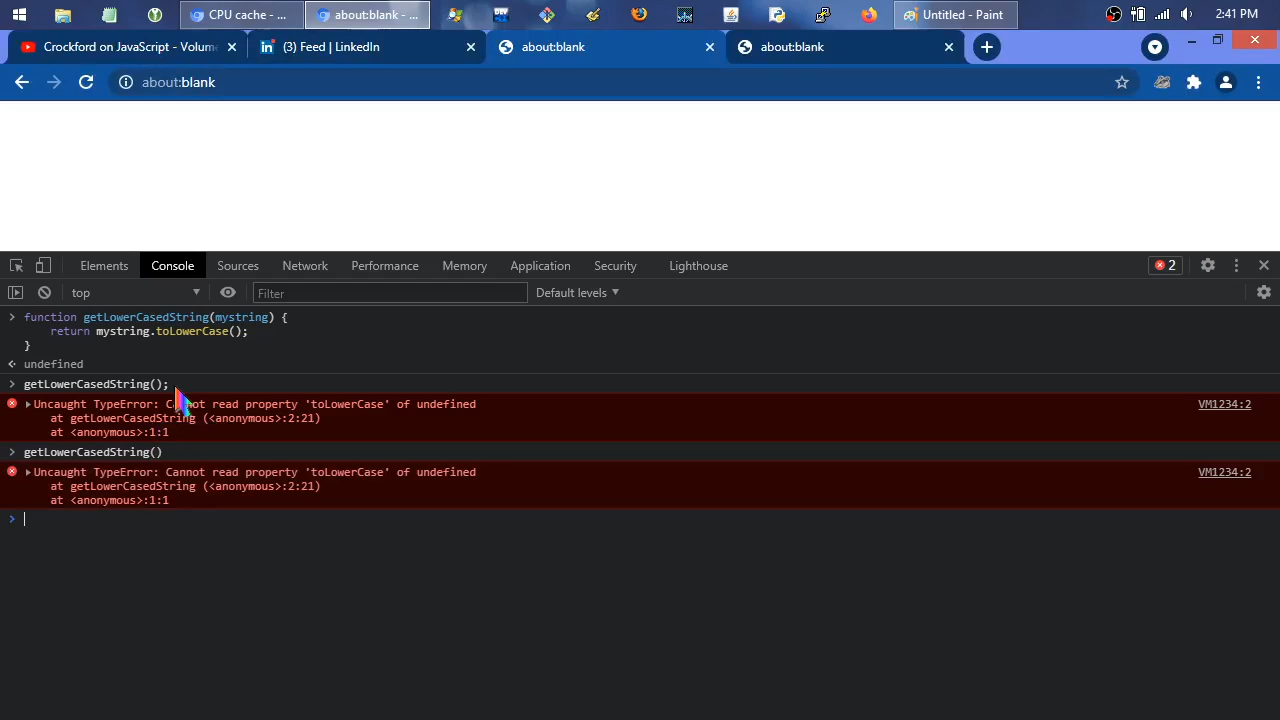 CPU cache - ...
about:blank - ...
Untitled - Paint
2:41 PM
Crockford on JavaScript - Volume
(3) Feed | LinkedIn
about:blank
about:blank
about:blank
Elements
Console
Sources
Network
Performance
Memory
Application
Security
Lighthouse
2
top
Filter
Default levels
function getLowerCasedString(mystring) {
return mystring.toLowerCase();
}
undefined
getLowerCasedString();
Uncaught TypeError: Cannot read property 'toLowerCase' of undefined
VM1234:2
at getLowerCasedString (<anonymous>:2:21)
at <anonymous>:1:1
getLowerCasedString()
Uncaught TypeError: Cannot read property 'toLowerCase' of undefined
VM1234:2
at getLowerCasedString (<anonymous>:2:21)
at <anonymous>:1:1